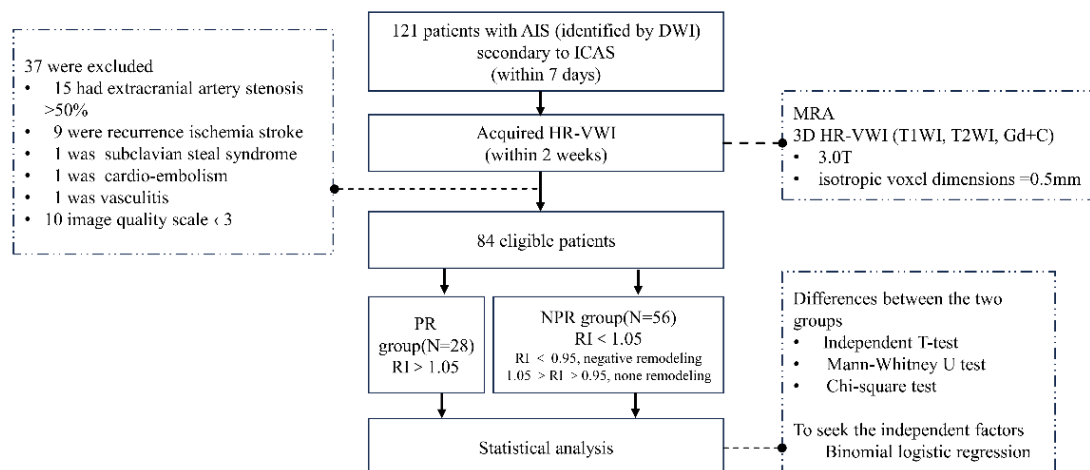 121 patients with AIS (identified by DWI)
secondary to ICAS
(within 7 days)
37 were excluded
• 15 had extracranial artery stenosis
>50%
• 9 were recurrence ischemia stroke
• 1 was subclavian steal syndrome
• 1 was cardio-embolism
• 1 was vasculitis
• 10 image quality scale < 3
Acquired HR-VWI
(within 2 weeks)
MRA
3D HR-VWI (T1WI, T2WI, Gd+C)
• 3.0T
• isotropic voxel dimensions =0.5mm
84 eligible patients
PR
group(N=28)
RI > 1.05
NPR group(N=56)
RI < 1.05
RI < 0.95, negative remodeling
1.05 > RI > 0.95, none remodeling
Differences between the two
groups
• Independent T-test
• Mann-Whitney U test
• Chi-square test
To seek the independent factors
Binomial logistic regression
Statistical analysis